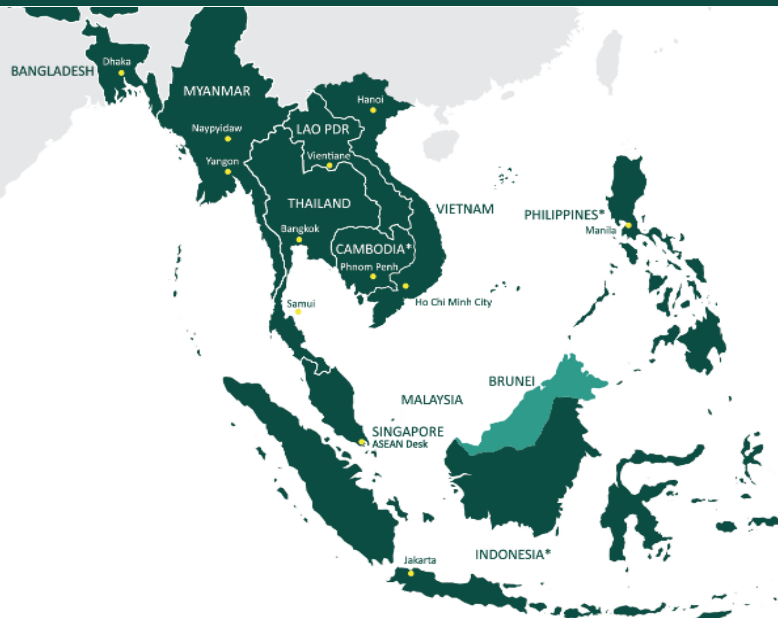 Dhaka
BANGLADESH
MYANMAR
Hanoi
Naypyidaw
LAO PDR
Yangon
Vientiane
THAILAND
VIETNAM
PHILIPPINES*
Manila
Bangkok
CAMBODIA*
Phnom Penh
Samui
Ho Chi Minh City
BRUNEI
MALAYSIA
SINGAPORE
ASEAN Desk
INDONESIA*
Jakarta